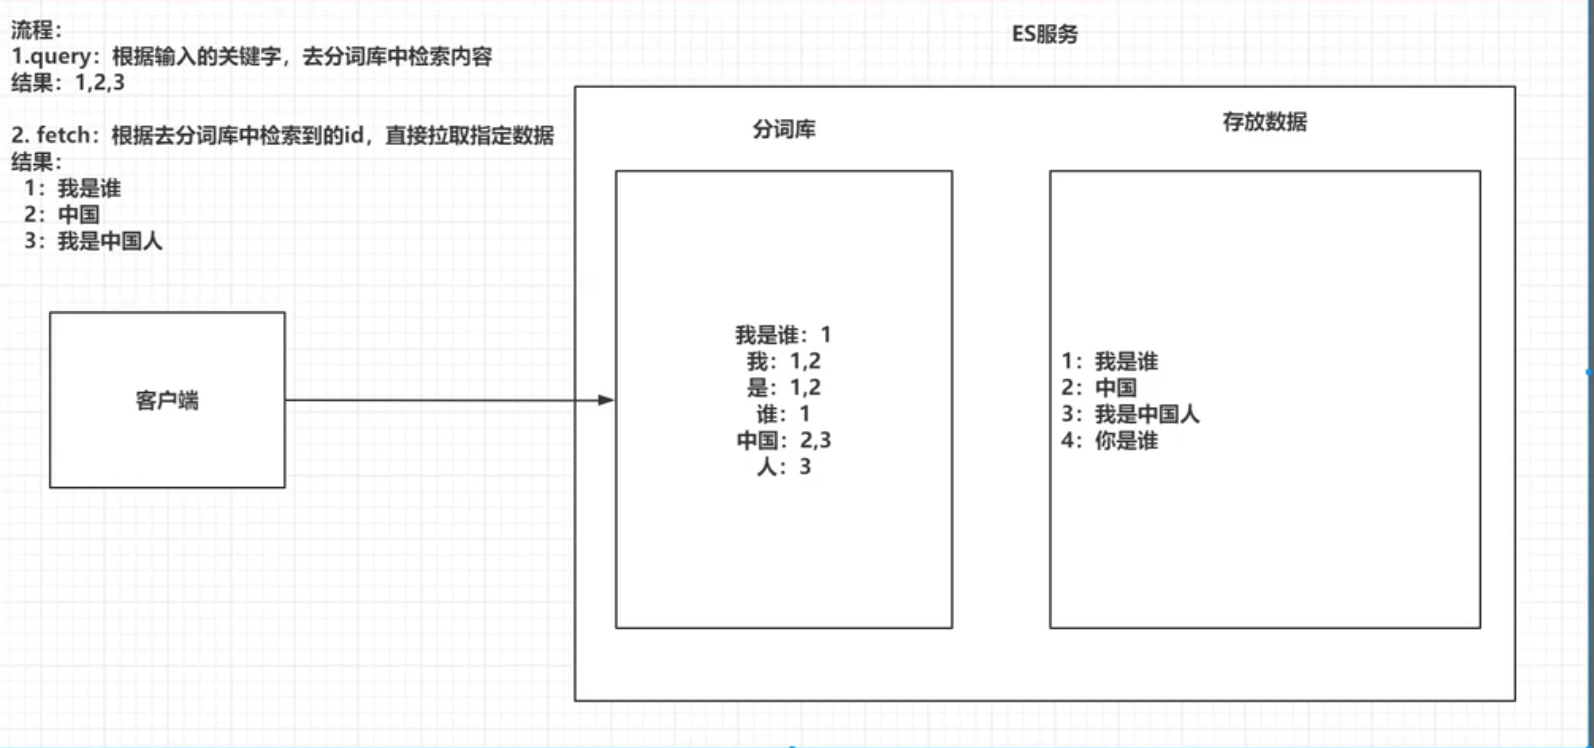 流程：
1.query：根据输入的关键字，去分词库中检索内容
结果：1,2,3
2. fetch：根据去分词库中检索到的id，直接拉取指定数据
结果：
1：我是谁
2：中国
3：我是中国人
客户端
ES服务
分词库
我是谁：1
我：1,2
是：1,2
谁：1
中国：2,3
人：3
存放数据
1：我是谁
2：中国
3：我是中国人
4：你是谁